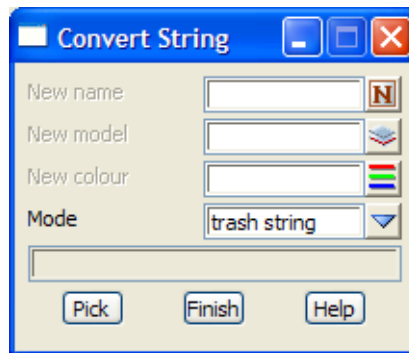 Convert String
New name N
New model
New colour
Mode trash string
Pick Finish Help